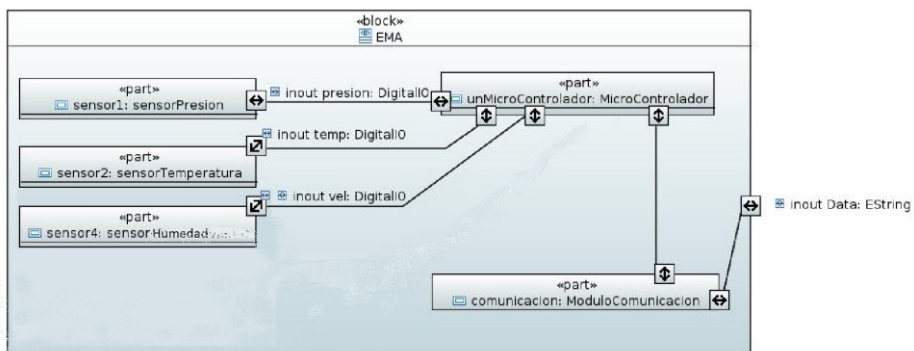 «block»
EMA
«part»
sensor1: sensorPresion
inout presion: DigitalIO
«part»
unMicroControlador: MicroControlador
inout temp: DigitalIO
«part»
sensor2: sensorTemperatura
inout vel: DigitalIO
«part»
sensor4: sensorHumedad
inout Data: EString
«part»
comunicacion: ModuloComunicacion